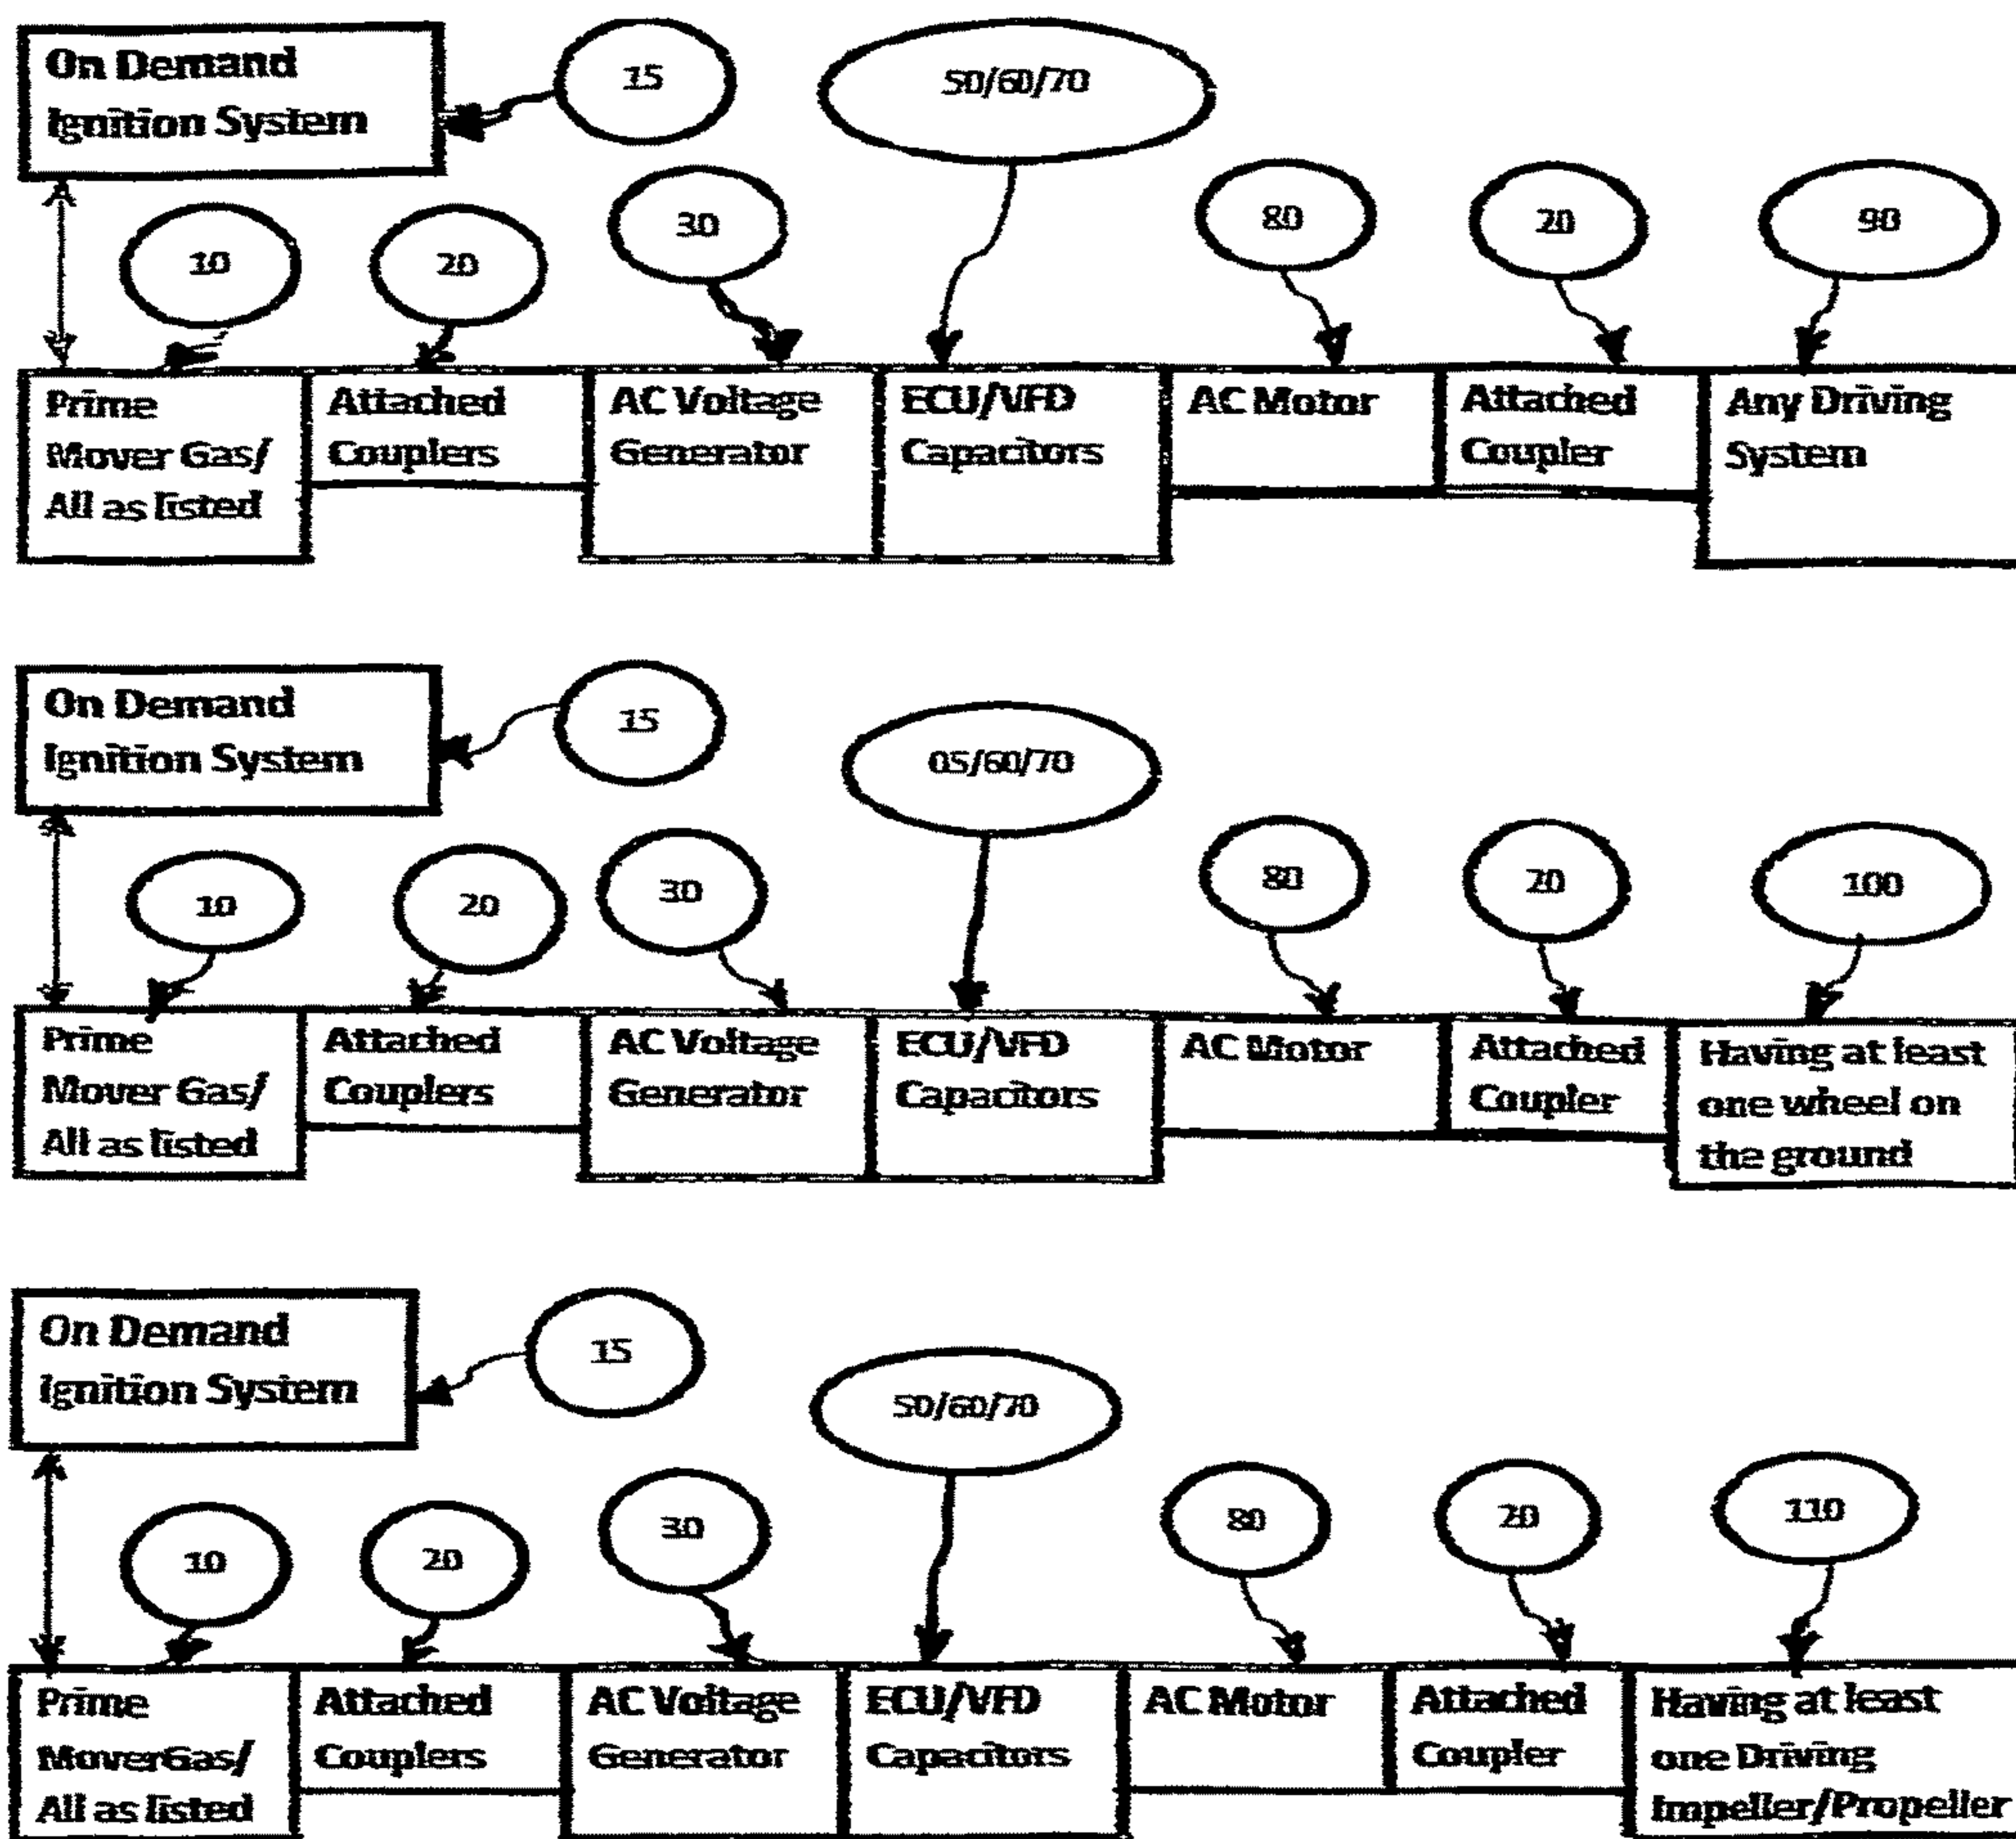 On Demand
Ignition System
15
50/60/70
10
20
30
80
20
90
Prime
Mover Gas/
All as listed
Attached
Couplers
AC Voltage
Generator
ECU/VFD
Capacitors
AC Motor
Attached
Coupler
Any Driving
System
On Demand
Ignition System
15
05/60/70
10
20
30
80
20
100
Prime
Mover Gas/
All as listed
Attached
Couplers
AC Voltage
Generator
ECU/VFD
Capacitors
AC Motor
Attached
Coupler
Having at least
one wheel on
the ground
On Demand
Ignition System
15
50/60/70
10
20
30
80
20
110
Prime
MoverGas/
All as listed
Attached
Couplers
AC Voltage
Generator
ECU/VFD
Capacitors
AC Motor
Attached
Coupler
Having at least
one Driving
Impeller/Propeller